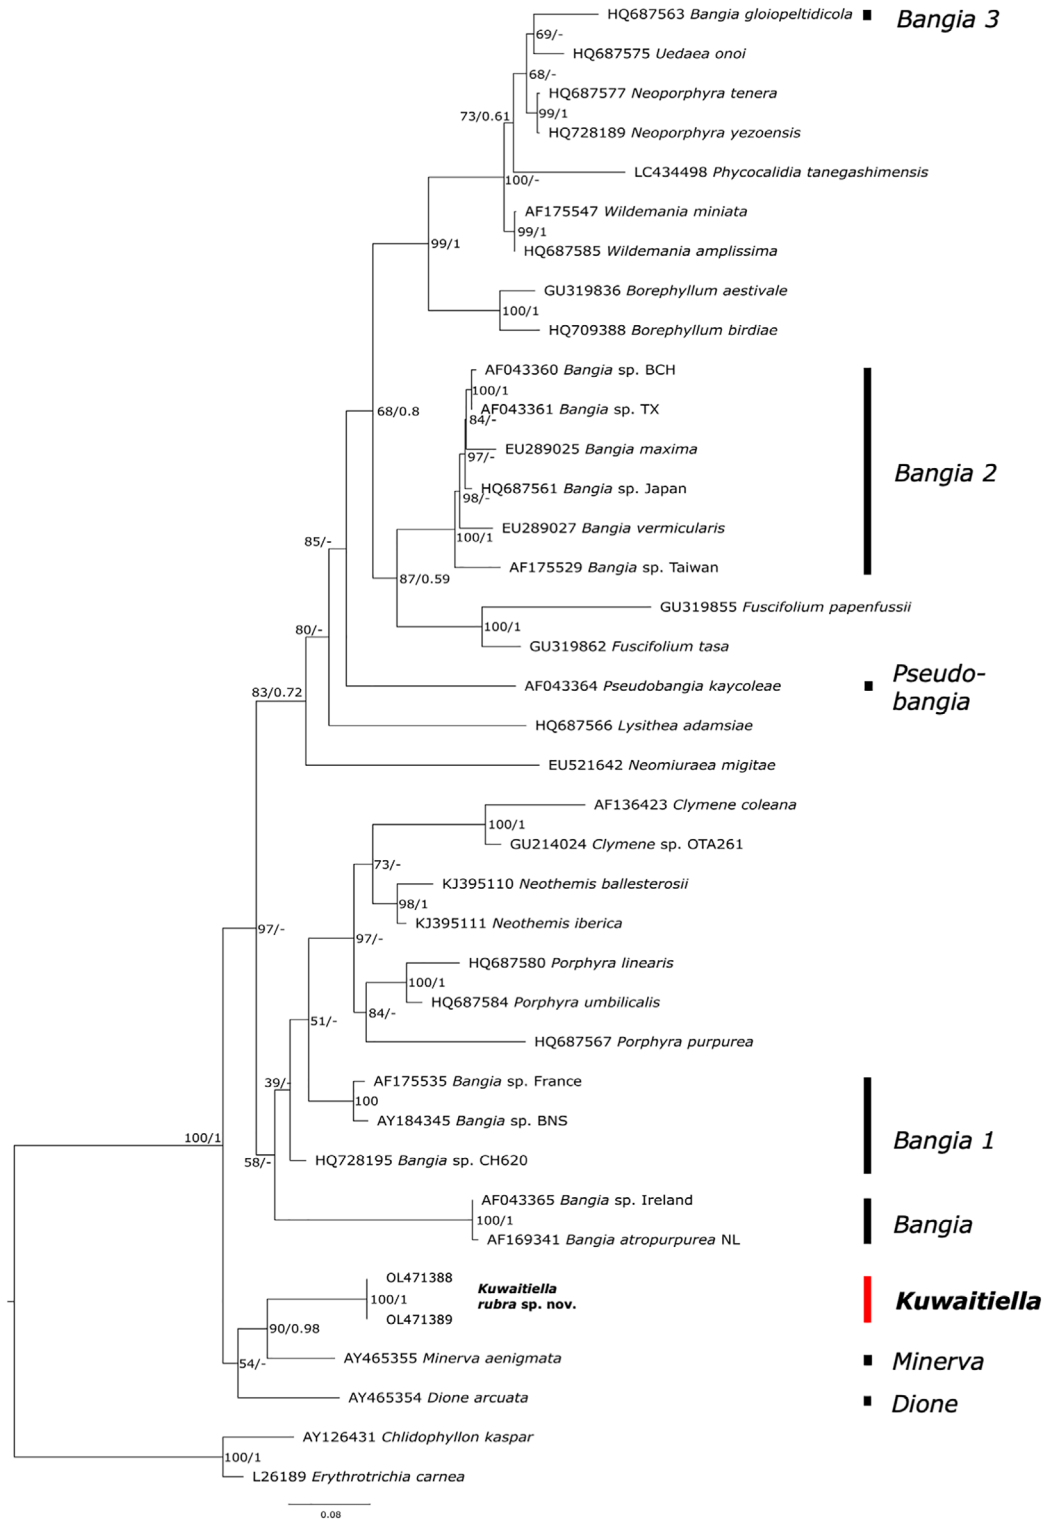 HQ687563 Bangia gloiopeltidicola
Bangia 3
69/-
HQ687575 Uedaea onoi
68/-
HQ687577 Neoporphyra tenera
73/0.61
99/1
HQ728189 Neoporphyra yezoensis
LC434498 Phycocalidia tanegashimensis
100/-
AF175547 Wildemania miniata
99/1
HQ687585 Wildemania amplissima
99/1
GU319836 Borephyllum aestivale
100/1
HQ709388 Borephyllum birdiae
AF043360 Bangia sp. BCH
100/1
AF043361 Bangia sp. TX
68/0.8
84/-
EU289025 Bangia maxima
97/-
Bangia 2
HQ687561 Bangia sp. Japan
98/-
EU289027 Bangia vermicularis
100/1
85/-
AF175529 Bangia sp. Taiwan
87/0.59
GU319855 Fuscifolium papenfussii
100/1
80/-
GU319862 Fuscifolium tasa
Pseudo-
bangia
AF043364 Pseudobangia kaycoleae
83/0.72
HQ687566 Lysithea adamsiae
EU521642 Neomiuraea migitae
AF136423 Clymene coleana
100/1
GU214024 Clymene sp. OTA261
73/-
KJ395110 Neothemis ballesterosii
98/1
KJ395111 Neothemis iberica
97/-
97/-
HQ687580 Porphyra linearis
100/1
HQ687584 Porphyra umbilicalis
84/-
51/-
HQ687567 Porphyra purpurea
39/-
AF175535 Bangia sp. France
100
AY184345 Bangia sp. BNS
100/1
Bangia 1
58/-
HQ728195 Bangia sp. CH620
AF043365 Bangia sp. Ireland
100/1
Bangia
AF169341 Bangia atropurpurea NL
OL471388
Kuwaitiella
rubra sp. nov.
100/1
Kuwaitiella
OL471389
90/0.98
AY465355 Minerva aenigmata
Minerva
54/-
AY465354 Dione arcuata
Dione
AY126431 Chlidophyllon kaspar
100/1
L26189 Erythrotrichia carnea
0.08